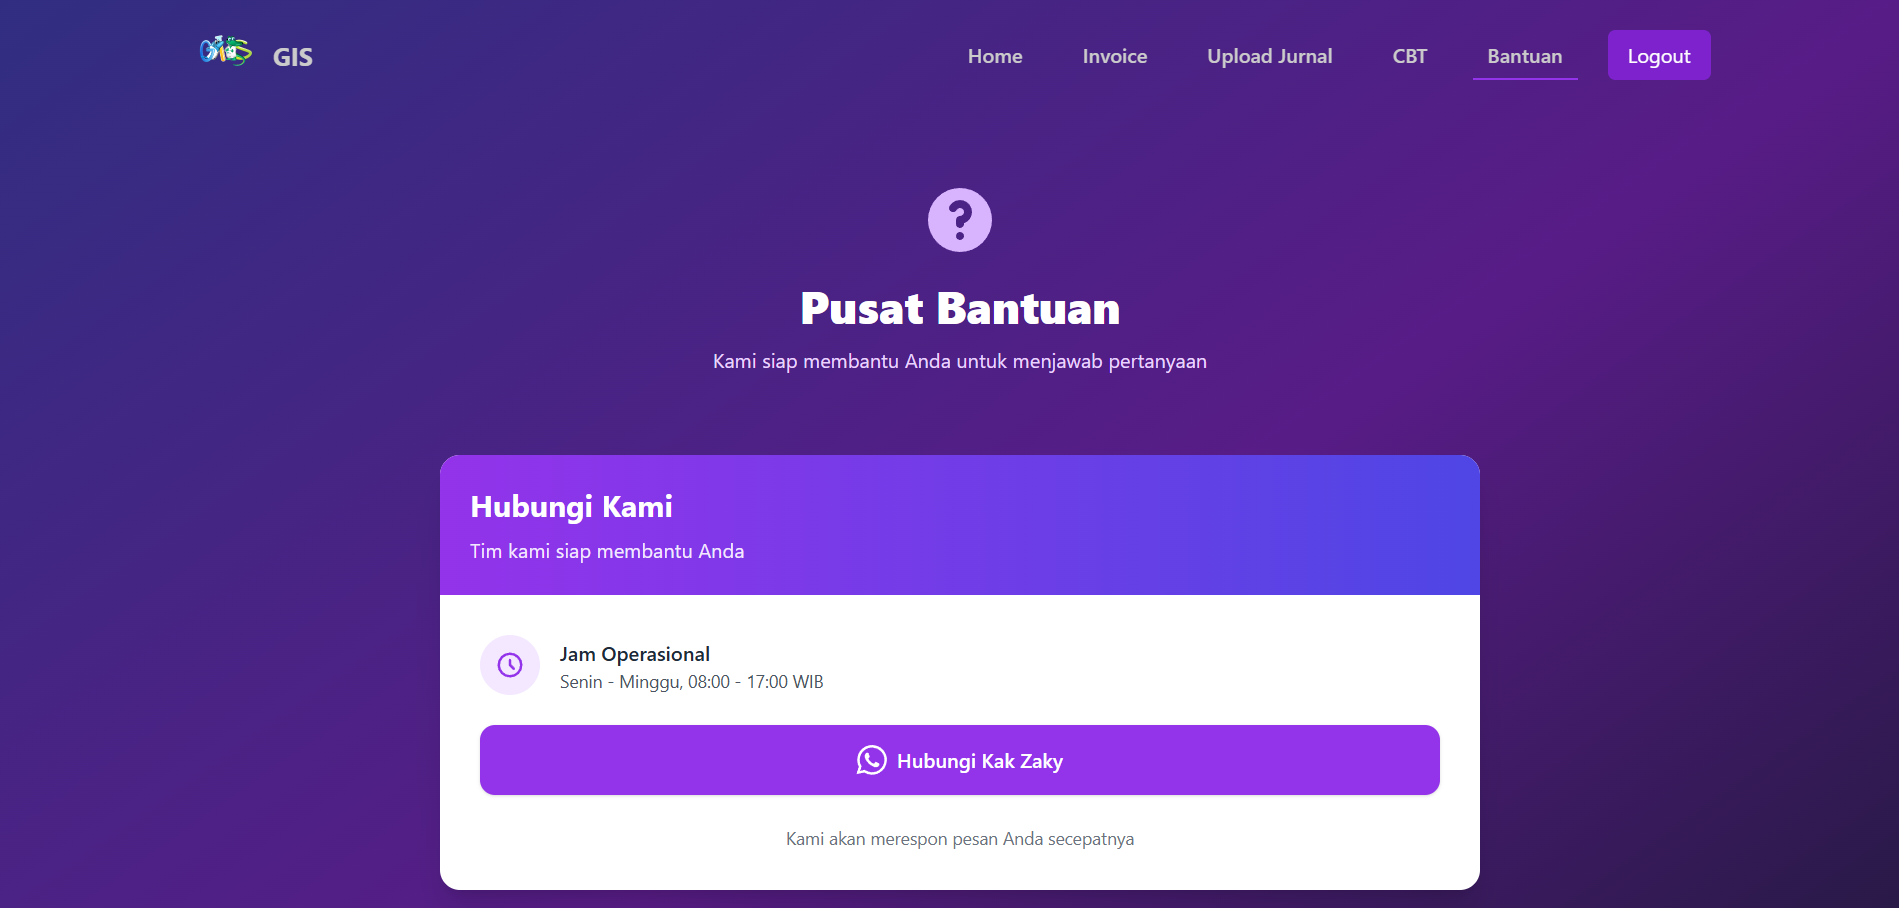 GIS
Home
Invoice
Upload Jurnal
CBT
Bantuan
Logout
Pusat Bantuan
Kami siap membantu Anda untuk menjawab pertanyaan
Hubungi Kami
Tim kami siap membantu Anda
Jam Operasional
Senin - Minggu, 08:00 - 17:00 WIB
Hubungi Kak Zaky
Kami akan merespon pesan Anda secepatnya